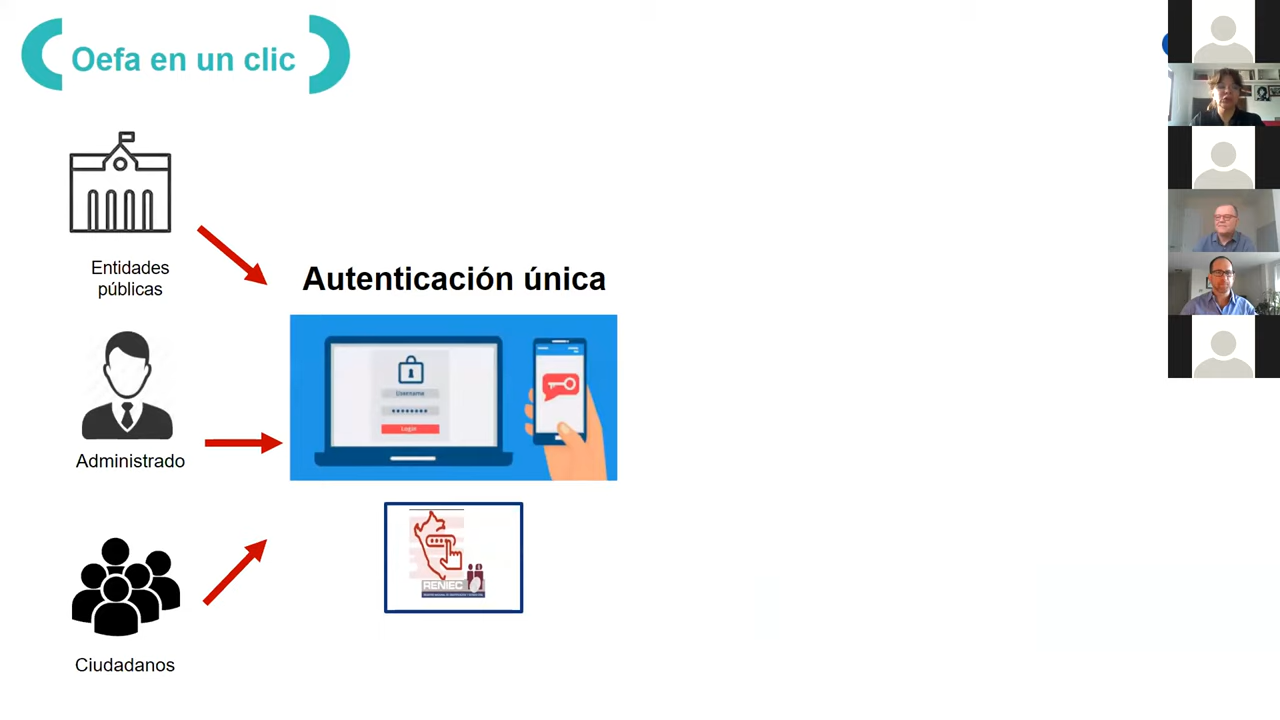 Oefa en un clic
Entidades
públicas
Autenticación única
Username
Login
Administrado
RENIEC
Ciudadanos